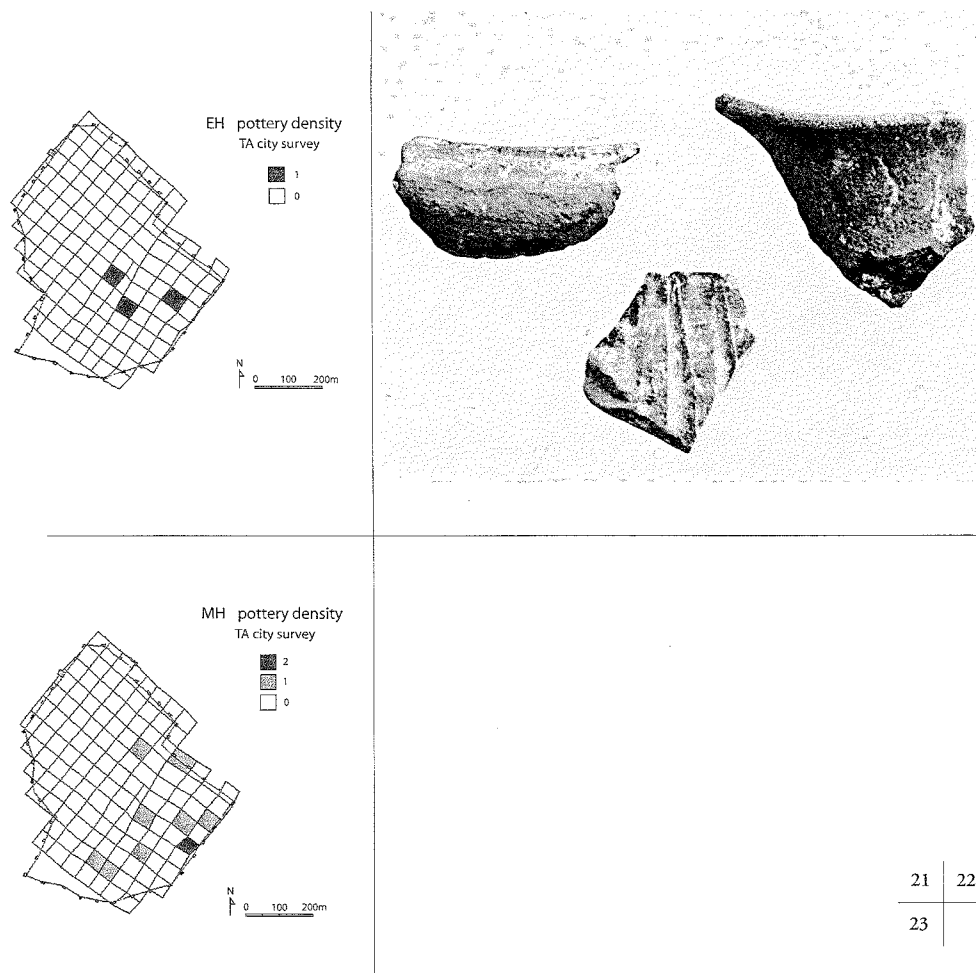 EH pottery density
TA city survey
1
0
N
0 100 200m
MH pottery density
TA city survey
2
1
0
N
0 100 200m
21 22
23